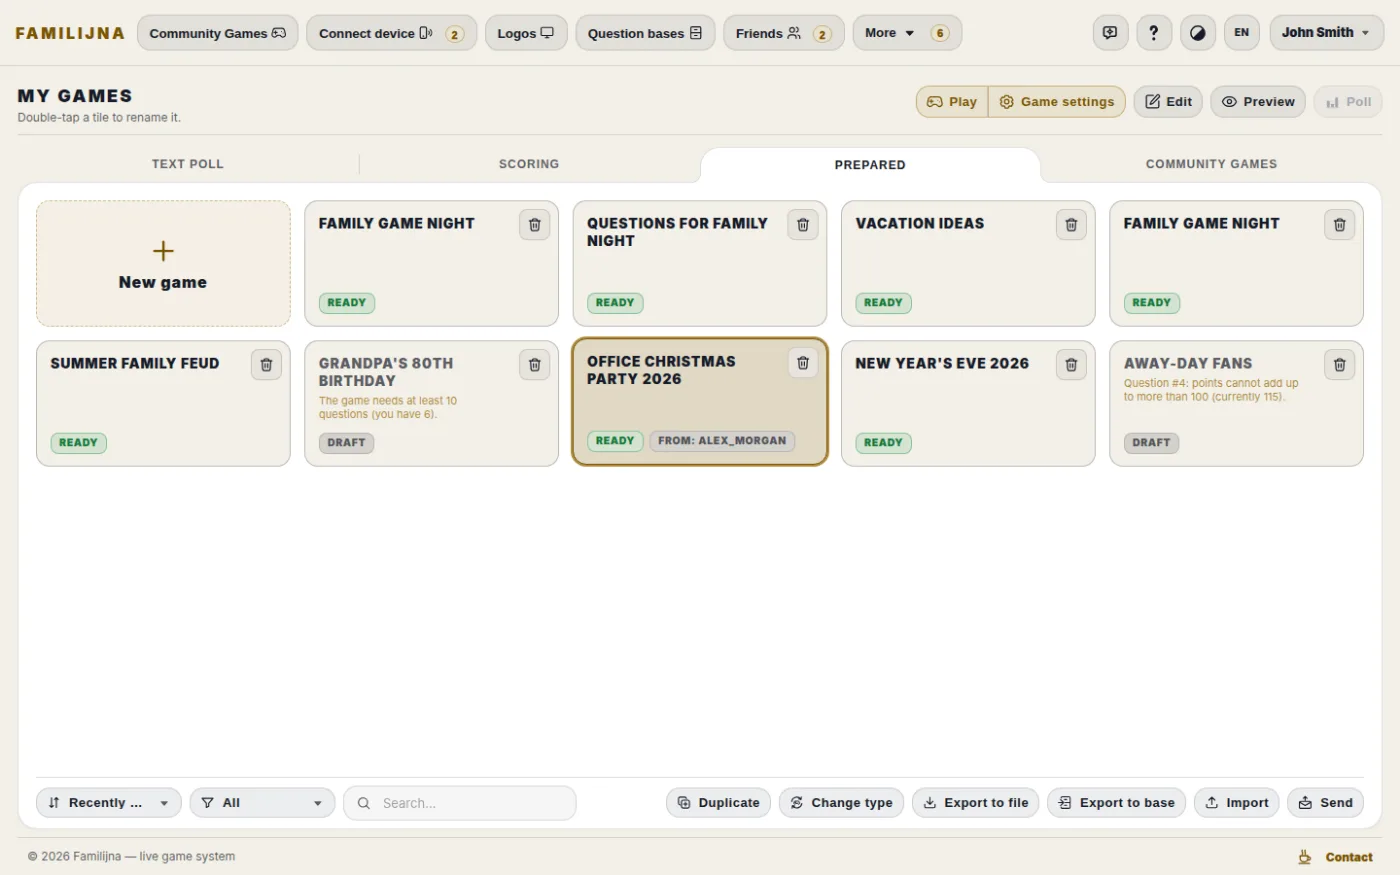 FAMILIJNA
Community Games
Connect device 2
Logos
Question bases
Friends 2
More 6
?
EN
John Smith
MY GAMES
Double-tap a tile to rename it.
Play
Game settings
Edit
Preview
Poll
TEXT POLL
SCORING
PREPARED
COMMUNITY GAMES
New game
FAMILY GAME NIGHT
READY
QUESTIONS FOR FAMILY
NIGHT
READY
VACATION IDEAS
READY
FAMILY GAME NIGHT
READY
SUMMER FAMILY FEUD
READY
GRANDPA'S 80TH
BIRTHDAY
The game needs at least 10
questions (you have 6).
DRAFT
OFFICE CHRISTMAS
PARTY 2026
READY
FROM: ALEX_MORGAN
NEW YEAR'S EVE 2026
READY
AWAY-DAY FANS
Question #4: points cannot add up
to more than 100 (currently 115).
DRAFT
Recently ...
All
Search...
Duplicate
Change type
Export to file
Export to base
Import
Send
© 2026 Familijna — live game system
Contact